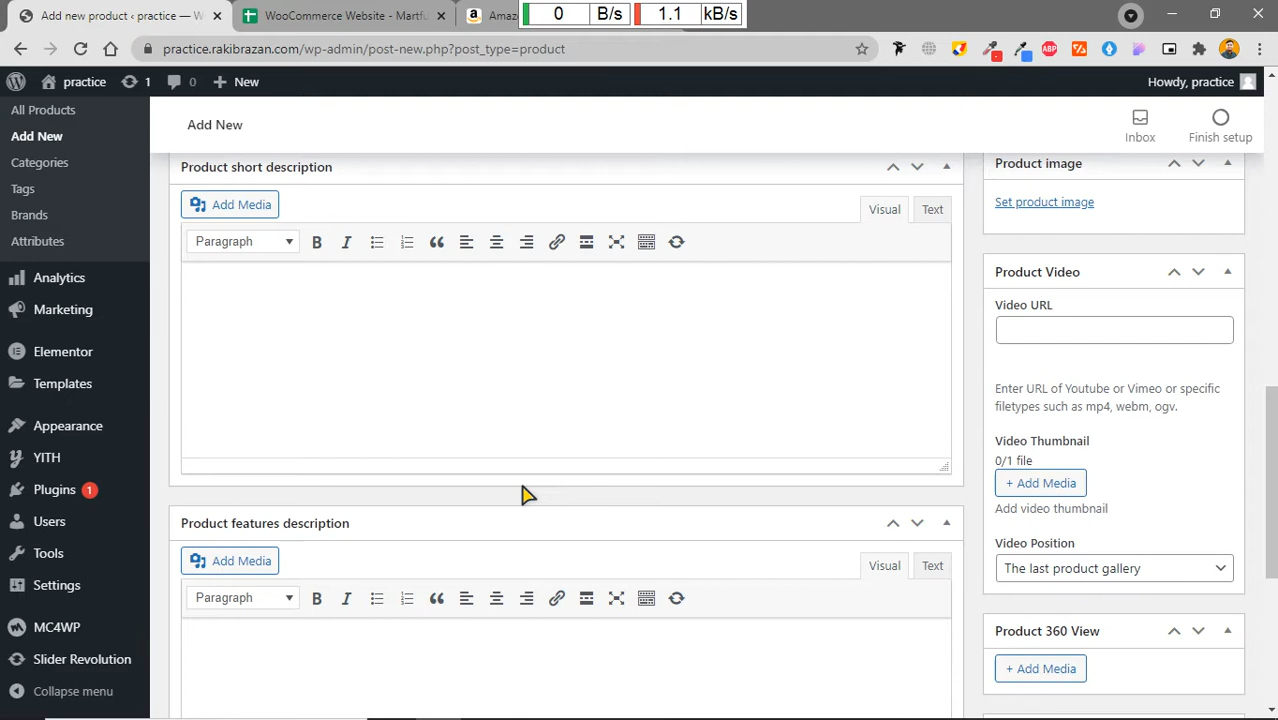 Add new product ‹ practice — W
WooCommerce Website - Martfu
Amaz
0 B/s 1.1 kB/s
practice.rakibrazan.com/wp-admin/post-new.php?post_type=product
ABP
practice 1 0 + New
Howdy, practice
All Products
Add New
Categories
Tags
Brands
Attributes
Analytics
Marketing
Elementor
Templates
Appearance
YITH
Plugins 1
Users
Tools
Settings
MC4WP
Slider Revolution
Collapse menu
Add New
Inbox
Finish setup
Product short description
Add Media
Visual Text
Paragraph B I
Product features description
Add Media
Visual Text
Paragraph B I
Product image
Set product image
Product Video
Video URL
Enter URL of Youtube or Vimeo or specific
filetypes such as mp4, webm, ogv.
Video Thumbnail
0/1 file
+ Add Media
Add video thumbnail
Video Position
The last product gallery
Product 360 View
+ Add Media